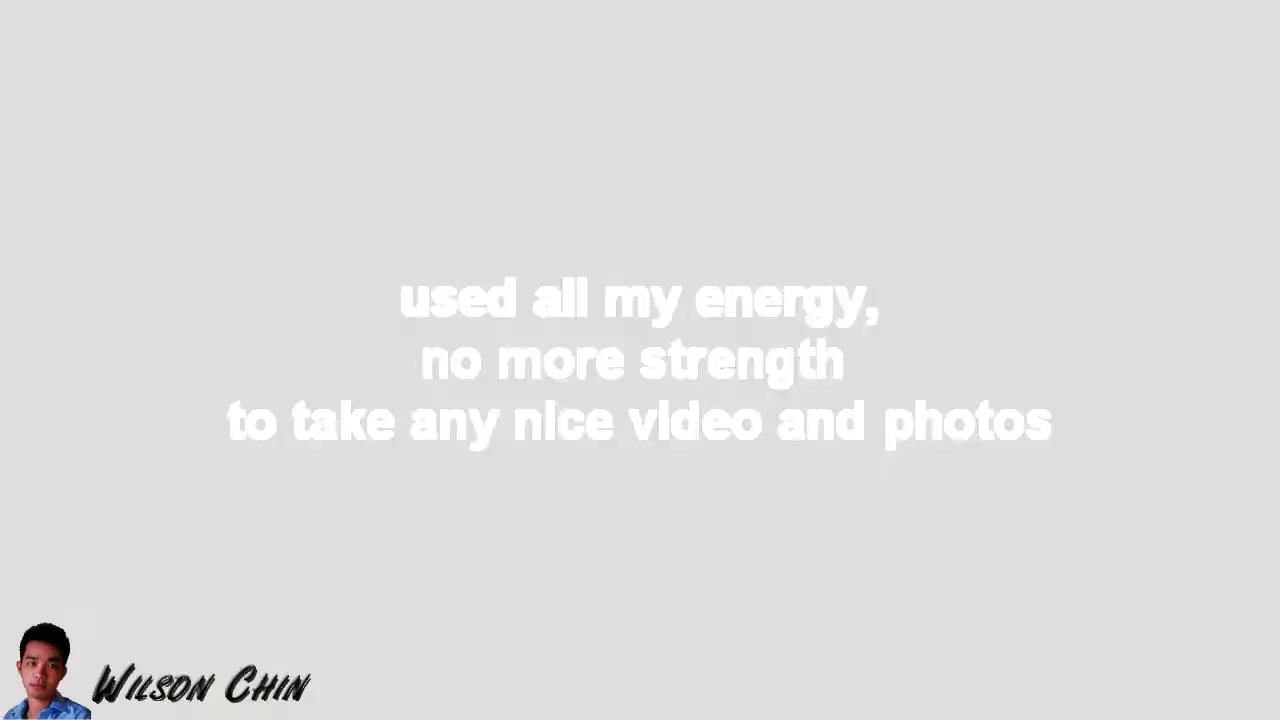 used all my energy,
no more strength
to take any nice video and photos
Wilson Chin